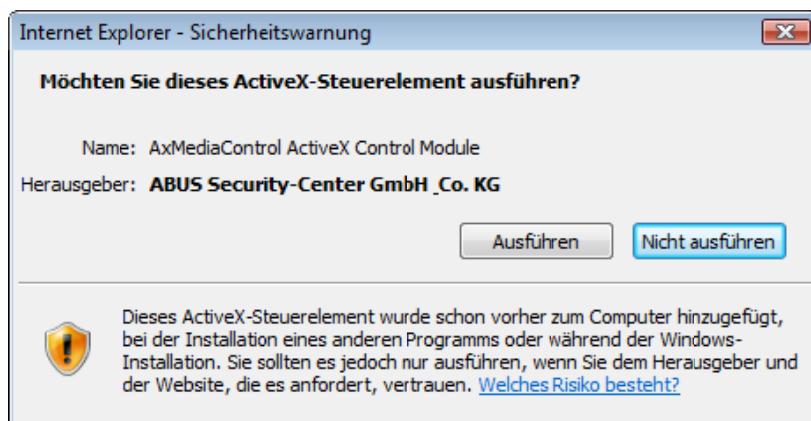 Internet Explorer - Sicherheitswarnung
Möchten Sie dieses ActiveX-Steuerelement ausführen?
Name: AxMediaControl ActiveX Control Module
Herausgeber: ABUS Security-Center GmbH _Co. KG
Ausführen Nicht ausführen
Dieses ActiveX-Steuerelement wurde schon vorher zum Computer hinzugefügt,
bei der Installation eines anderen Programms oder während der Windows-
Installation. Sie sollten es jedoch nur ausführen, wenn Sie dem Herausgeber und
der Website, die es anfordert, vertrauen. Welches Risiko besteht?